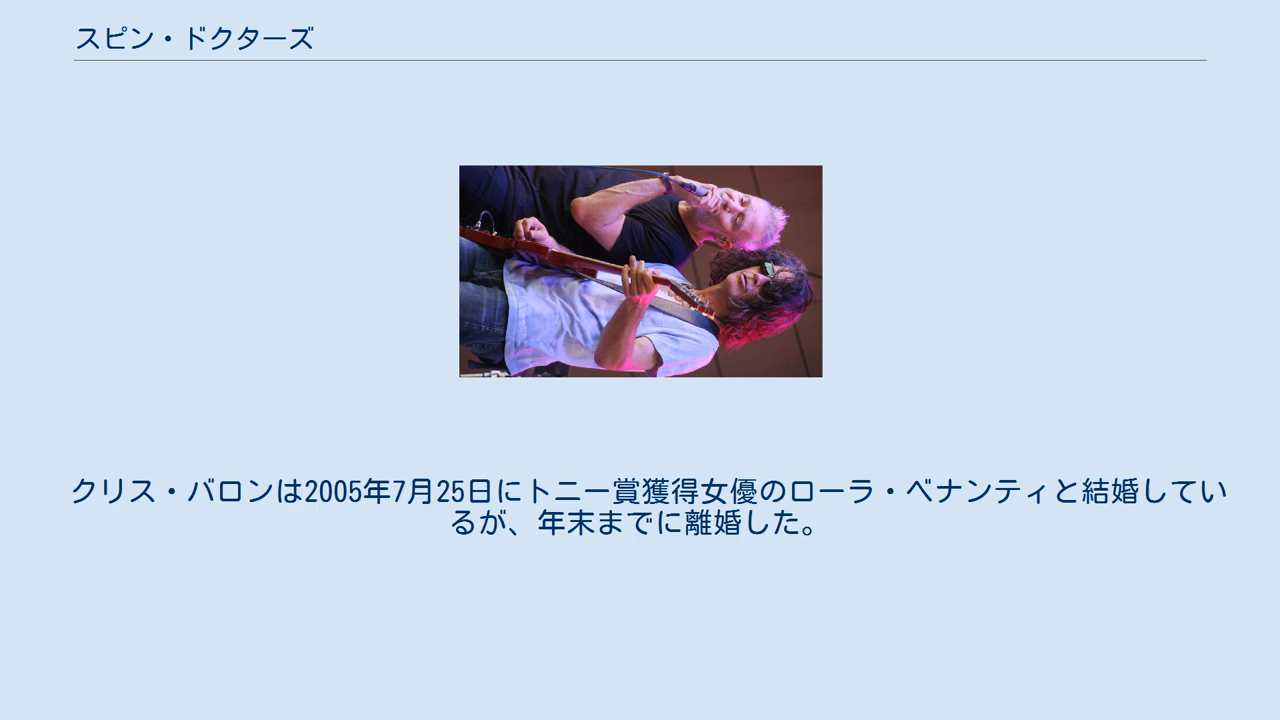 スピン・ドクターズ
クリス・バロンは2005年7月25日にトニー賞獲得女優のローラ・ベナンティと結婚してい
るが、年末までに離婚した。